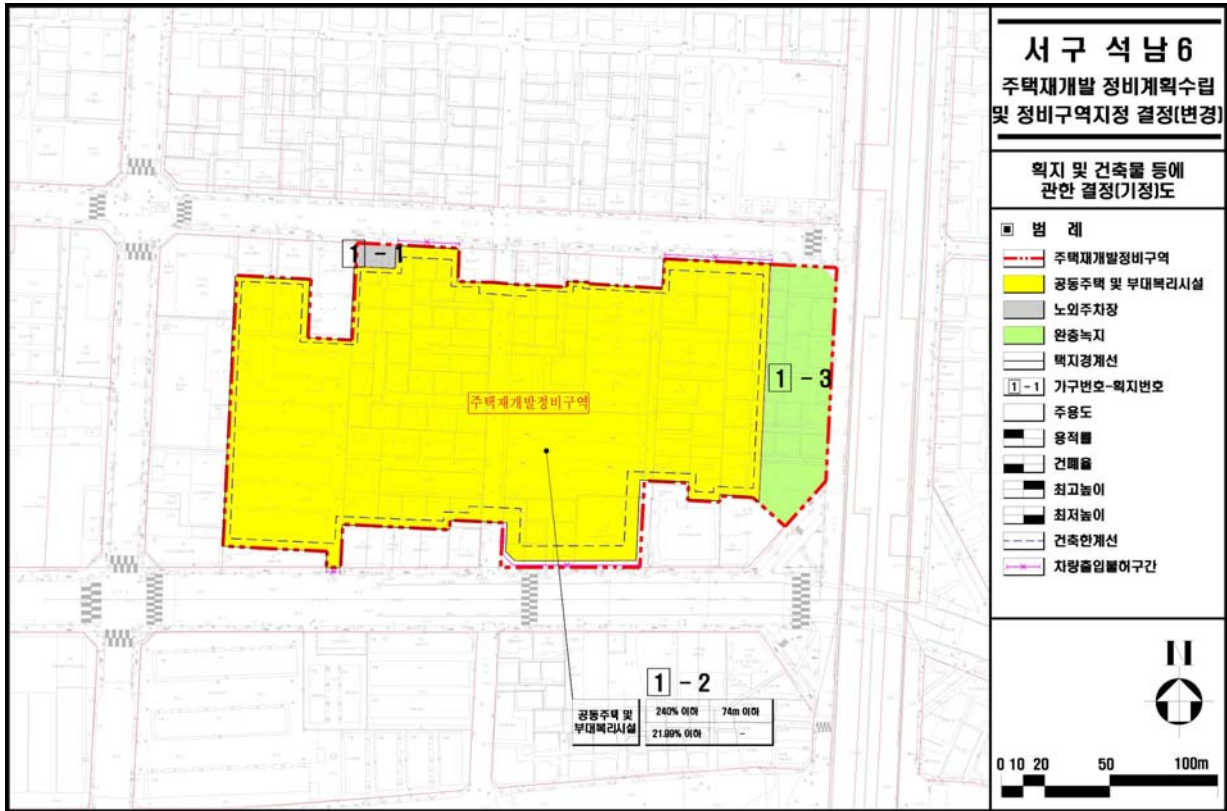 서구 석남6
주택재개발 정비계획수립
및 정비구역지정 결정(변경)
획지 및 건축물 등에
관한 결정(기정)도
▣ 범 례
주택재개발정비구역
공동주택 및 부대복리시설
노외주차장
완충녹지
택지경계선
1 - 1 가구번호-획지번호
주용도
용적률
건폐율
최고높이
최저높이
건축한계선
차량출입불허구간
N
0 10 20 50 100m
1 - 1
1 - 3
주택재개발정비구역
1 - 2
공동주택 및
부대복리시설
240% 이하 74m 이하
21.99% 이하 -